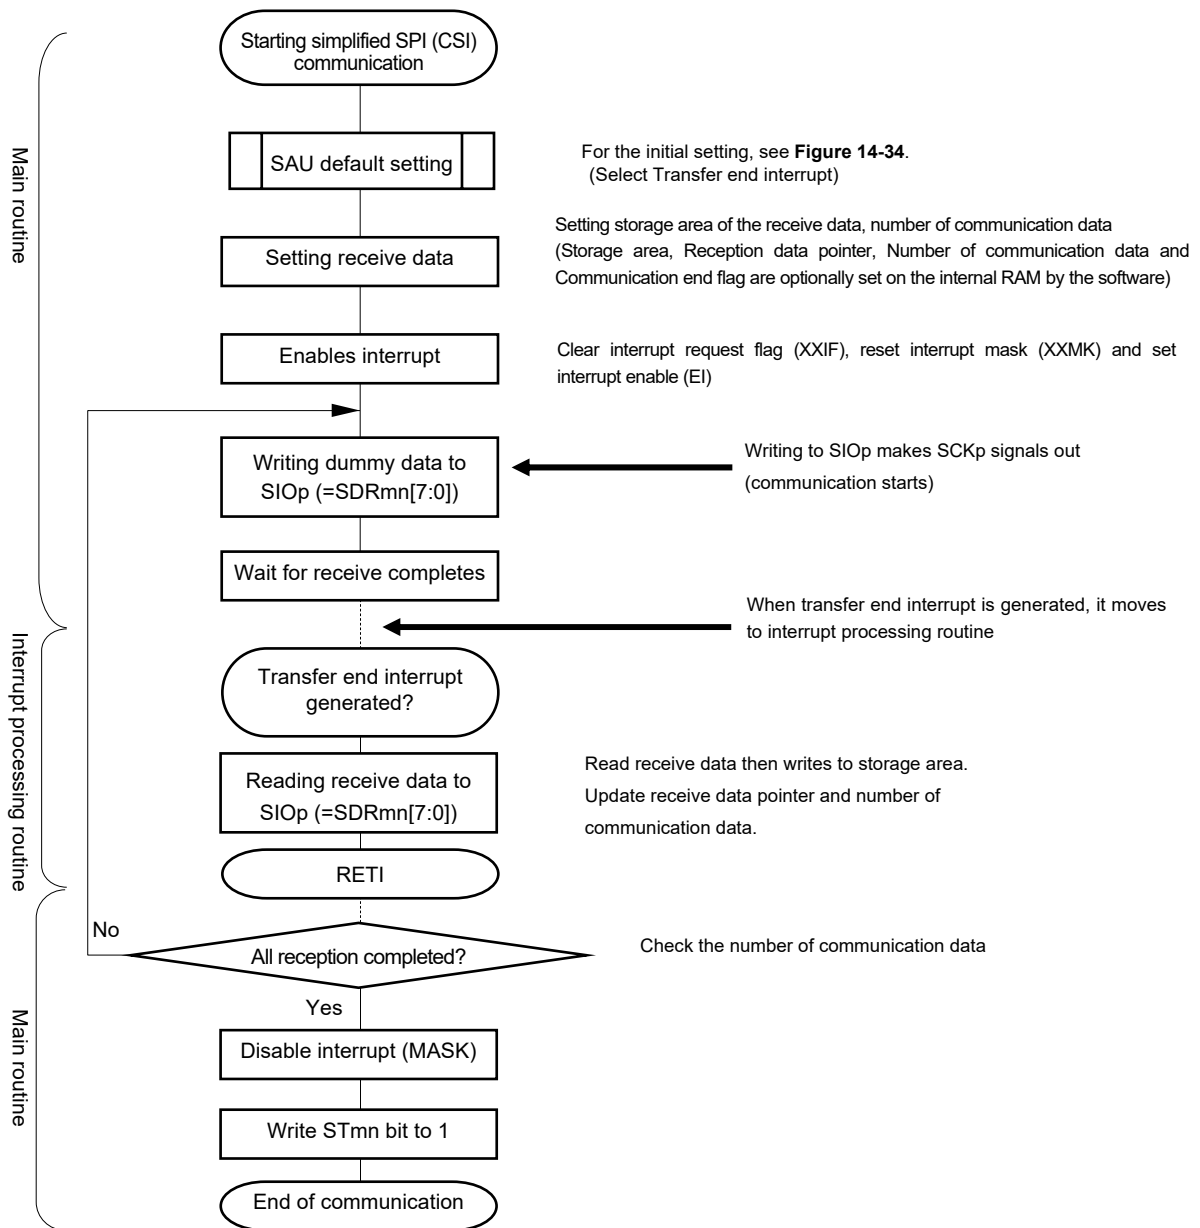 Starting simplified SPI (CSI)
communication
SAU default setting
For the initial setting, see Figure 14-34.
(Select Transfer end interrupt)
Main routine
Setting receive data
Setting storage area of the receive data, number of communication data
(Storage area, Reception data pointer, Number of communication data and
Communication end flag are optionally set on the internal RAM by the software)
Enables interrupt
Clear interrupt request flag (XXIF), reset interrupt mask (XXMK) and set
interrupt enable (EI)
Writing dummy data to
SIOp (=SDRmn[7:0])
Writing to SIOp makes SCKp signals out
(communication starts)
Wait for receive completes
When transfer end interrupt is generated, it moves
to interrupt processing routine
Interrupt processing routine
Transfer end interrupt
generated?
Reading receive data to
SIOp (=SDRmn[7:0])
Read receive data then writes to storage area.
Update receive data pointer and number of
communication data.
RETI
No
All reception completed?
Check the number of communication data
Yes
Main routine
Disable interrupt (MASK)
Write STmn bit to 1
End of communication